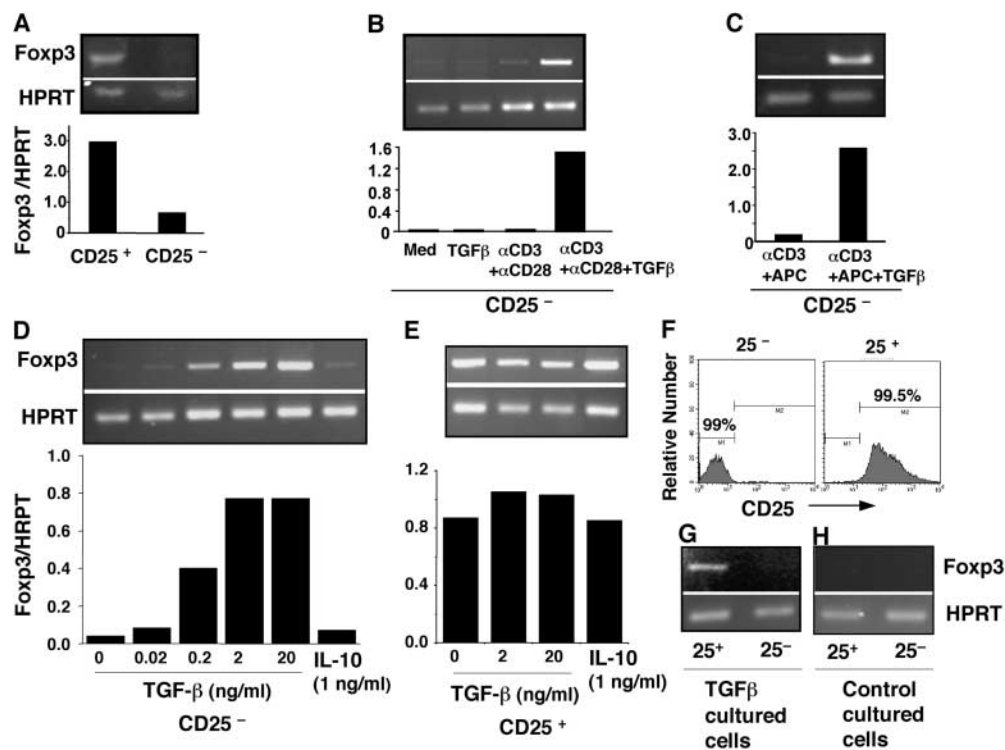 A
Foxp3
HPRT
Foxp3 /HPRT
3.0
2.0
1.0
0
CD25 +
CD25 −
B
1.6
1.2
0.8
0.4
0
Med
TGFβ
αCD3
+αCD28
αCD3
+αCD28+TGFβ
CD25 −
C
3.0
2.0
1.0
0
αCD3
+APC
αCD3
+APC+TGFβ
CD25 −
D
Foxp3
HPRT
Foxp3/HRPT
1.0
0.8
0.6
0.4
0.2
0.0
0
0.02
0.2
2
20
IL-10
(1 ng/ml)
TGF-β (ng/ml)
CD25 −
E
1.2
0.8
0.4
0.0
0
2
20
IL-10
(1 ng/ml)
TGF-β (ng/ml)
CD25 +
F
25 −
25 +
Relative Number
99%
M1
M2
99.5%
M2
M1
CD25
G
H
Foxp3
HPRT
25+
25−
25+
25−
TGFβ
cultured
cells
Control
cultured
cells